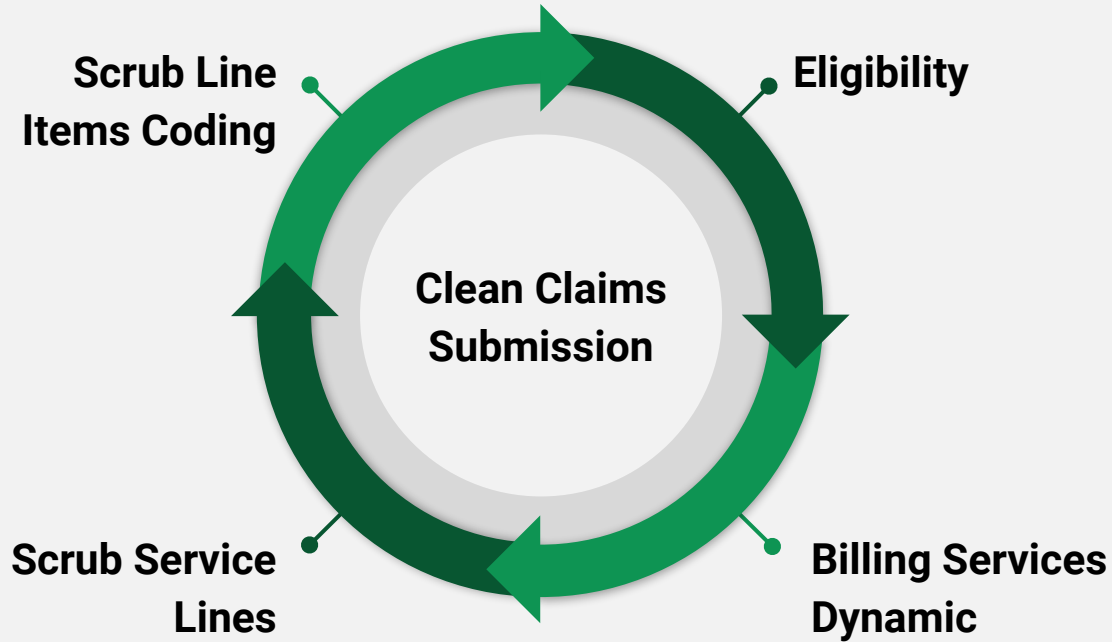 Scrub Line
Items Coding
Eligibility
Clean Claims
Submission
Scrub Service
Lines
Billing Services
Dynamic